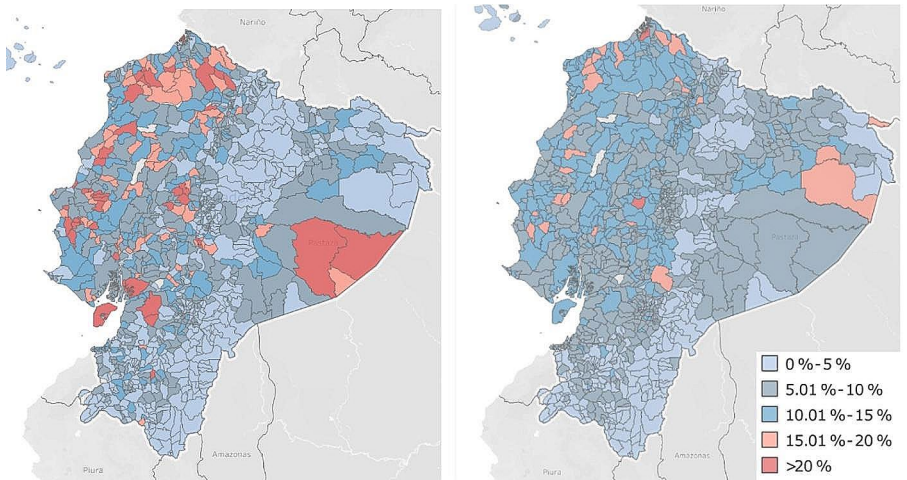 Nariño
Pastaza
Piura
Amazonas
Nariño
Pastaza
Piura
Amazonas
0 %-5 %
5.01 %-10 %
10.01 %-15 %
15.01 %-20 %
>20 %